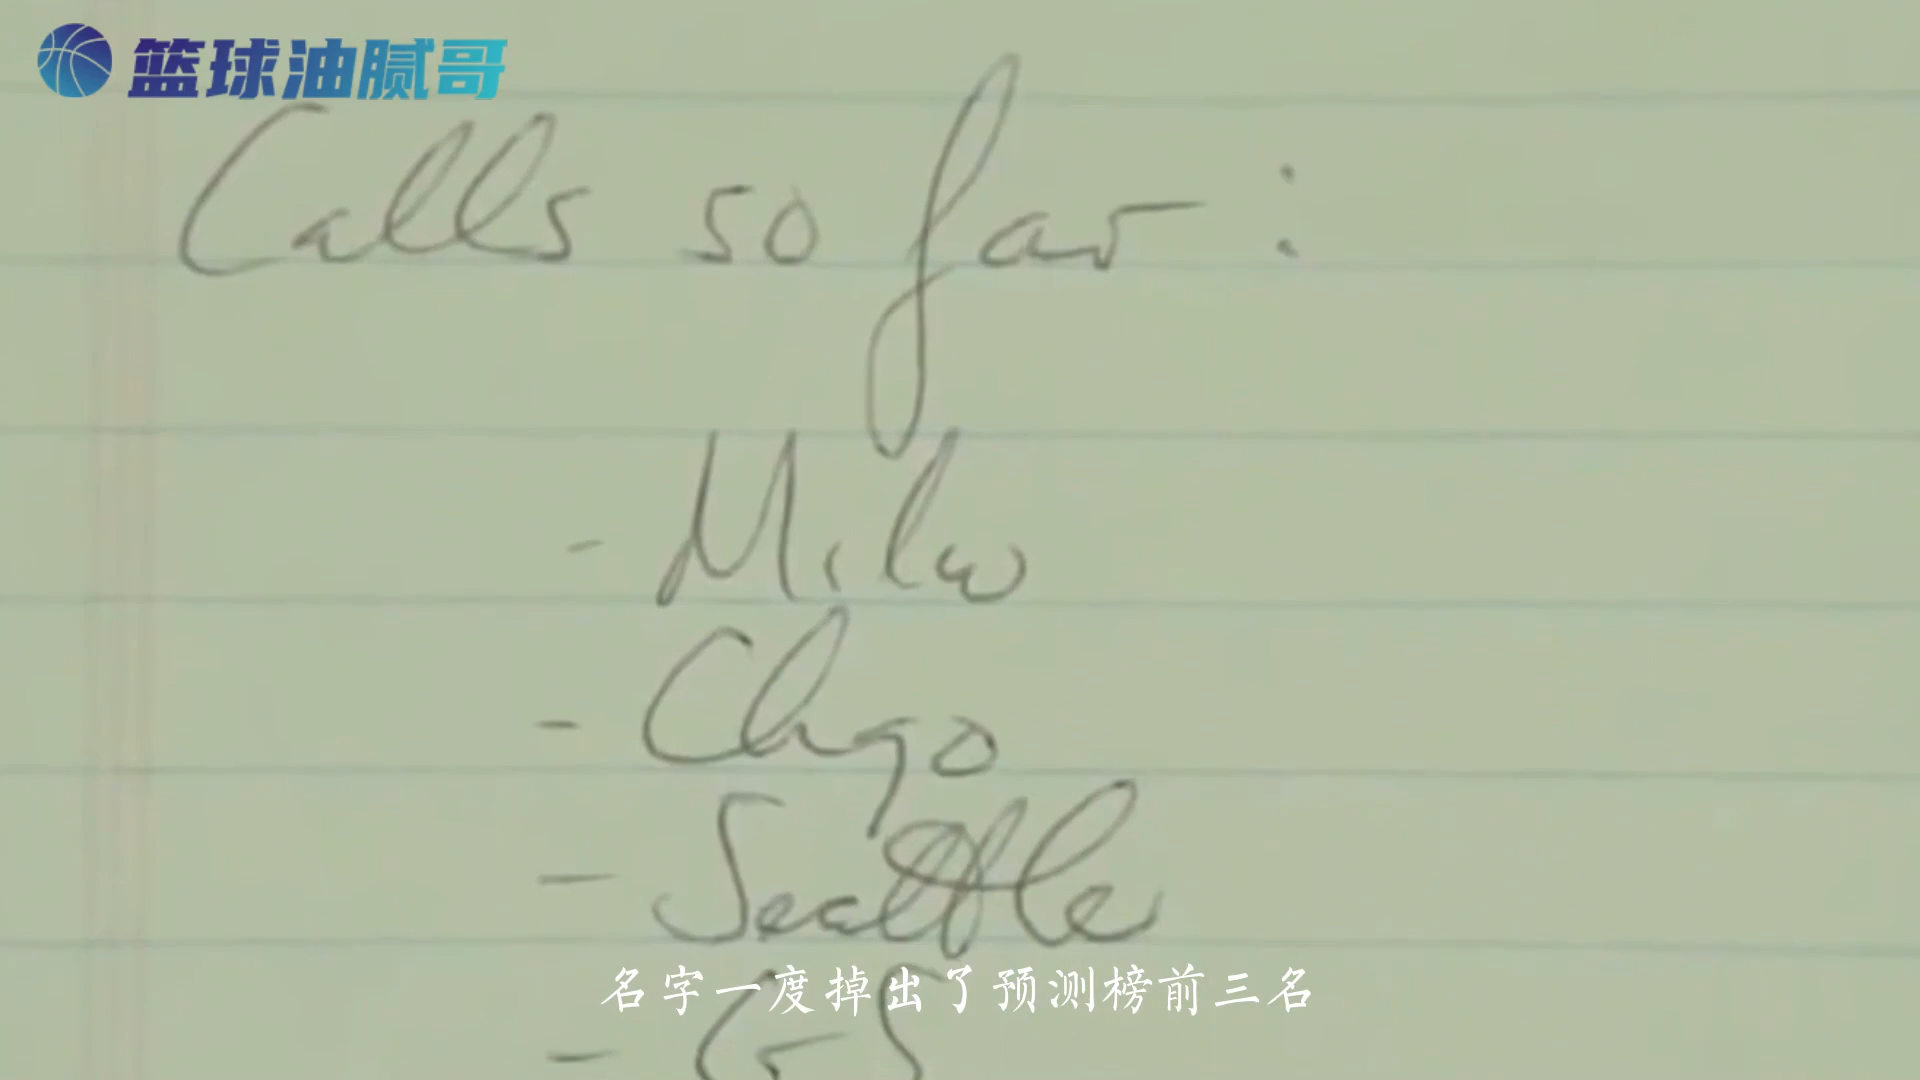 篮球油腻哥
Calls so far:
- Milw
- Chgo
- Seattle
- GS
名字一度掉出了预测榜前三名